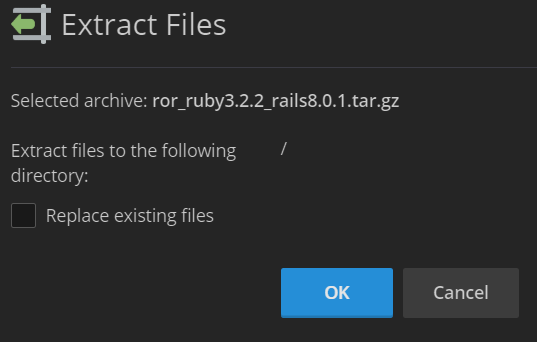 Extract Files
Selected archive: ror_ruby3.2.2_rails8.0.1.tar.gz
Extract files to the following /
directory:
Replace existing files
OK Cancel